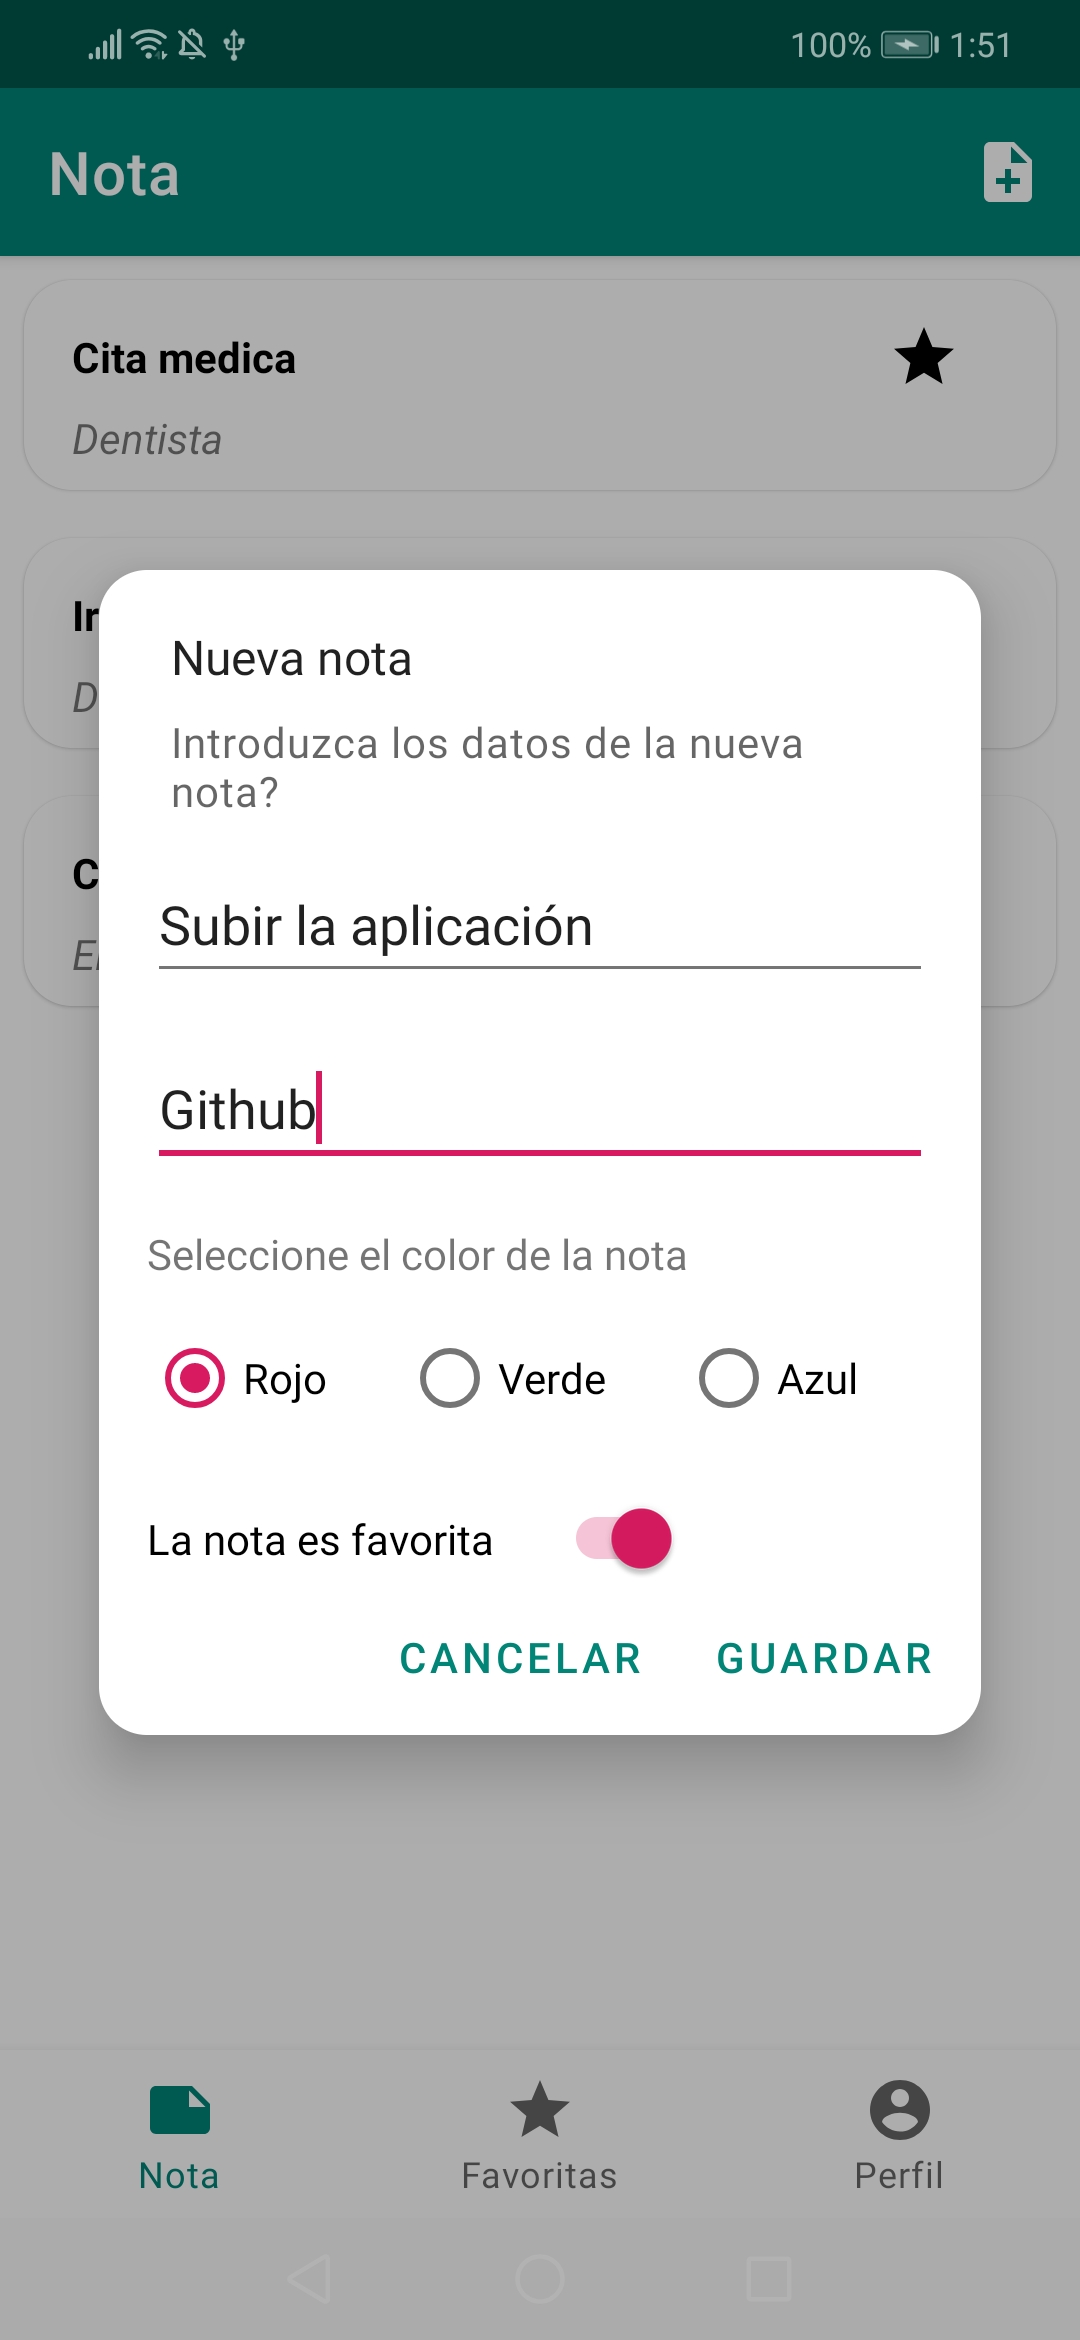 100% 1:51
Nota
Cita medica
Dentista
Nueva nota
Introduzca los datos de la nueva
nota?
Subir la aplicación
Github
Seleccione el color de la nota
Rojo Verde Azul
La nota es favorita
CANCELAR GUARDAR
Nota Favoritas Perfil